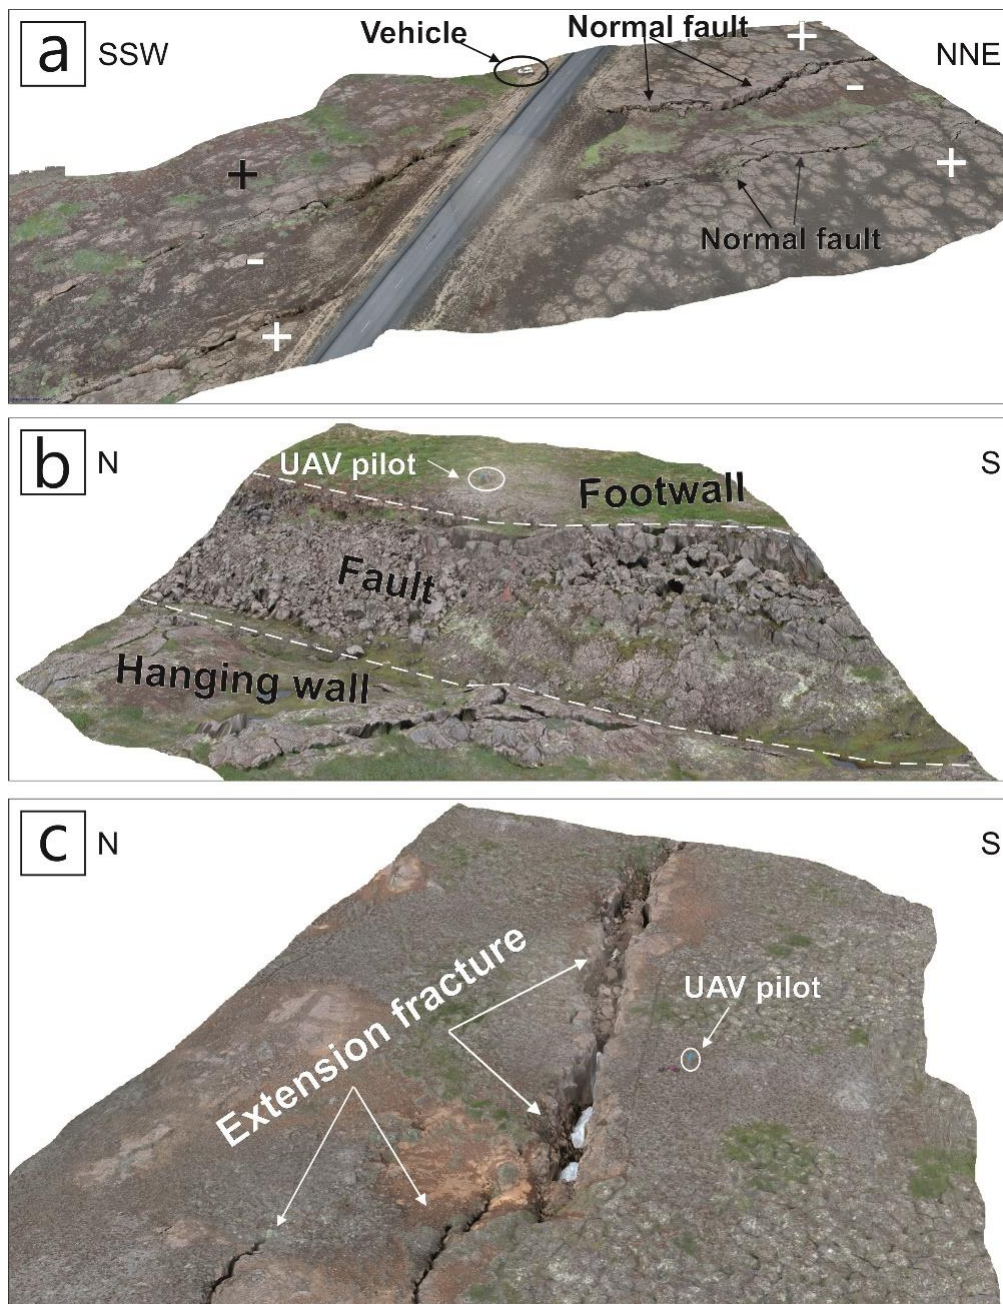 a
SSW
Vehicle
Normal fault
NNE
+
-
+
+
-
Normal fault
+
b
N
UAV pilot
S
Footwall
Fault
Hanging wall
c
N
S
Extension fracture
UAV pilot